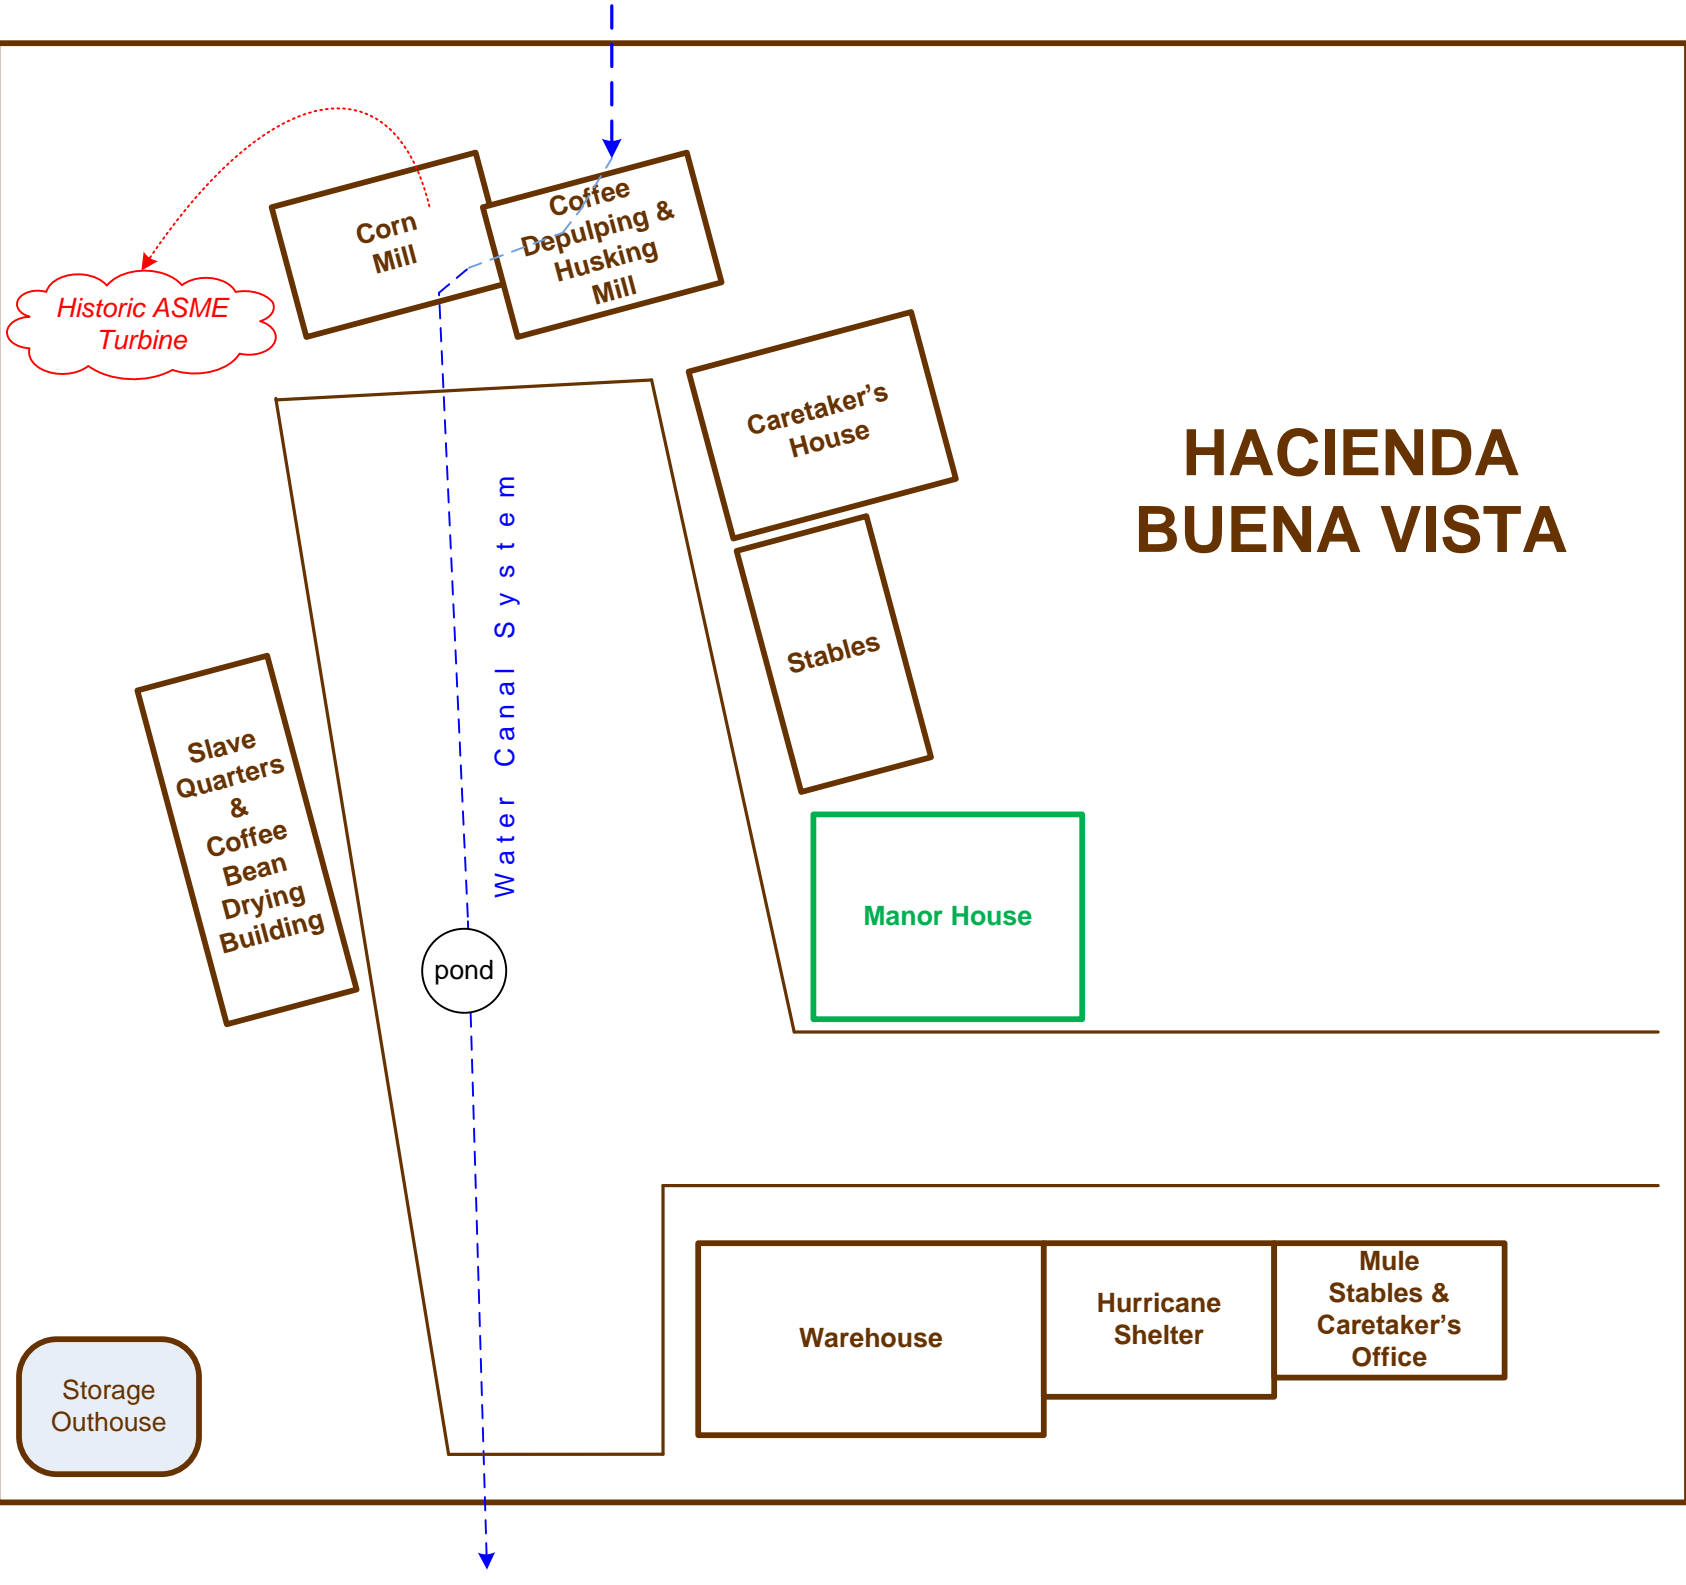 Corn
Mill
Coffee
Depulping &
Husking
Mill
Historic ASME
Turbine
Caretaker’s
House
HACIENDA
BUENA VISTA
Water Canal System
Stables
Slave
Quarters
&
Coffee
Bean
Drying
Building
Manor House
pond
Warehouse
Hurricane
Shelter
Mule
Stables &
Caretaker’s
Office
Storage
Outhouse